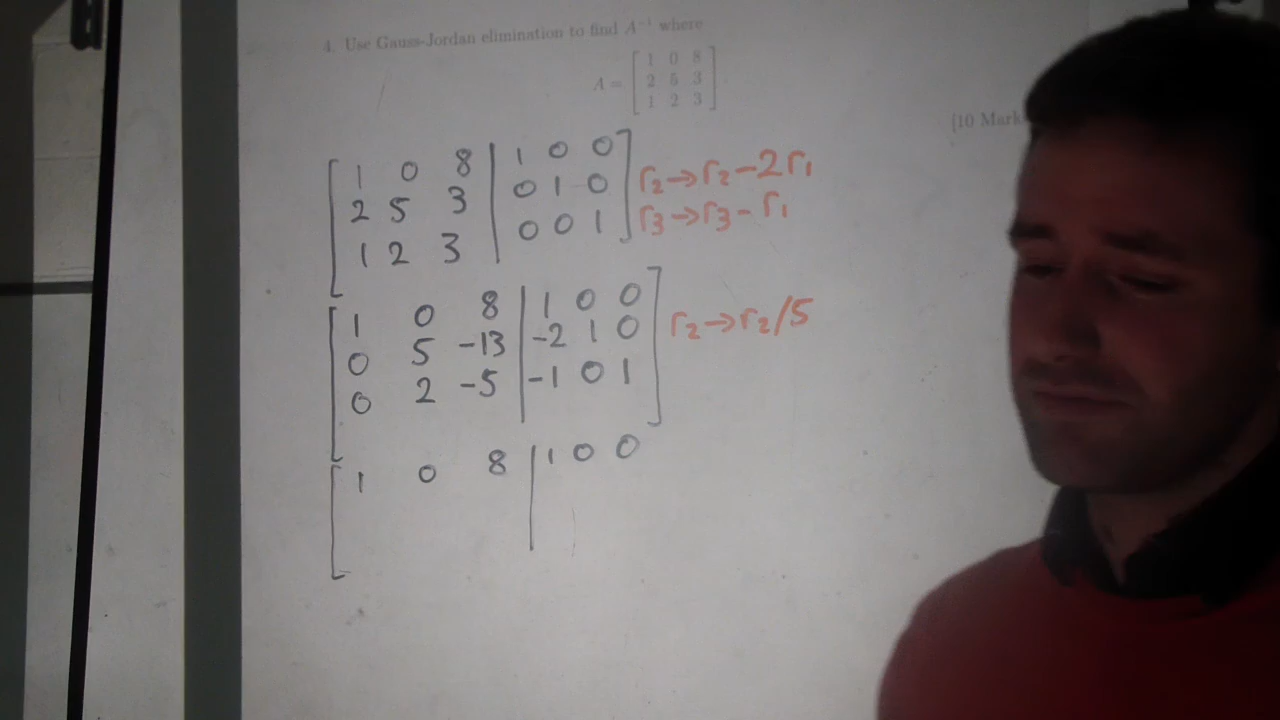 4. Use Gauss-Jordan elimination to find A⁻¹ where
A = [ 1 0 8
2 5 3
1 2 3 ]
[10 Mark
[ 1 0 8 | 1 0 0 ]
2 5 3 | 0 1 0 r₂→r₂-2r₁
1 2 3 | 0 0 1 r₃→r₃-r₁
[ 1 0 8 | 1 0 0 ]
0 5 -13 | -2 1 0 r₂→r₂/5
0 2 -5 | -1 0 1
[ 1 0 8 | 1 0 0